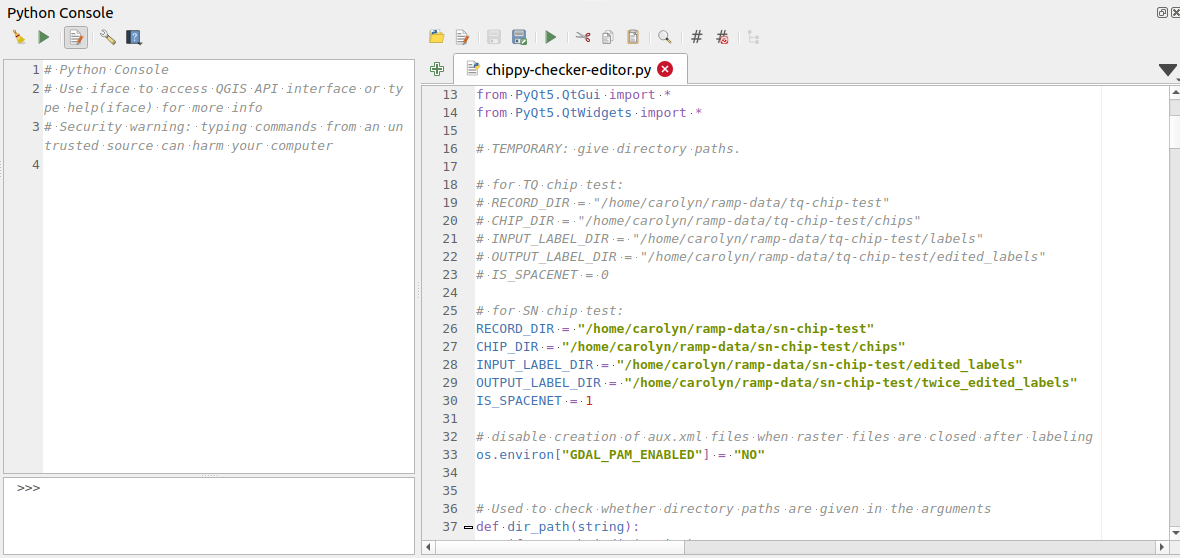 Python Console
1 # Python Console
2 # Use iface to access QGIS API interface or ty
pe help(iface) for more info
3 # Security warning: typing commands from an un
trusted source can harm your computer
4
>>>
chippy-checker-editor.py
13 from PyQt5.QtGui import *
14 from PyQt5.QtWidgets import *
15
16 # TEMPORARY: give directory paths.
17
18 # for TQ chip test:
19 # RECORD_DIR = "/home/carolyn/ramp-data/tq-chip-test"
20 # CHIP_DIR = "/home/carolyn/ramp-data/tq-chip-test/chips"
21 # INPUT_LABEL_DIR = "/home/carolyn/ramp-data/tq-chip-test/labels"
22 # OUTPUT_LABEL_DIR = "/home/carolyn/ramp-data/tq-chip-test/edited_labels"
23 # IS_SPACENET = 0
24
25 # for SN chip test:
26 RECORD_DIR = "/home/carolyn/ramp-data/sn-chip-test"
27 CHIP_DIR = "/home/carolyn/ramp-data/sn-chip-test/chips"
28 INPUT_LABEL_DIR = "/home/carolyn/ramp-data/sn-chip-test/edited_labels"
29 OUTPUT_LABEL_DIR = "/home/carolyn/ramp-data/sn-chip-test/twice_edited_labels"
30 IS_SPACENET = 1
31
32 # disable creation of aux.xml files when raster files are closed after labeling
33 os.environ["GDAL_PAM_ENABLED"] = "NO"
34
35
36 # Used to check whether directory paths are given in the arguments
37 def dir_path(string):